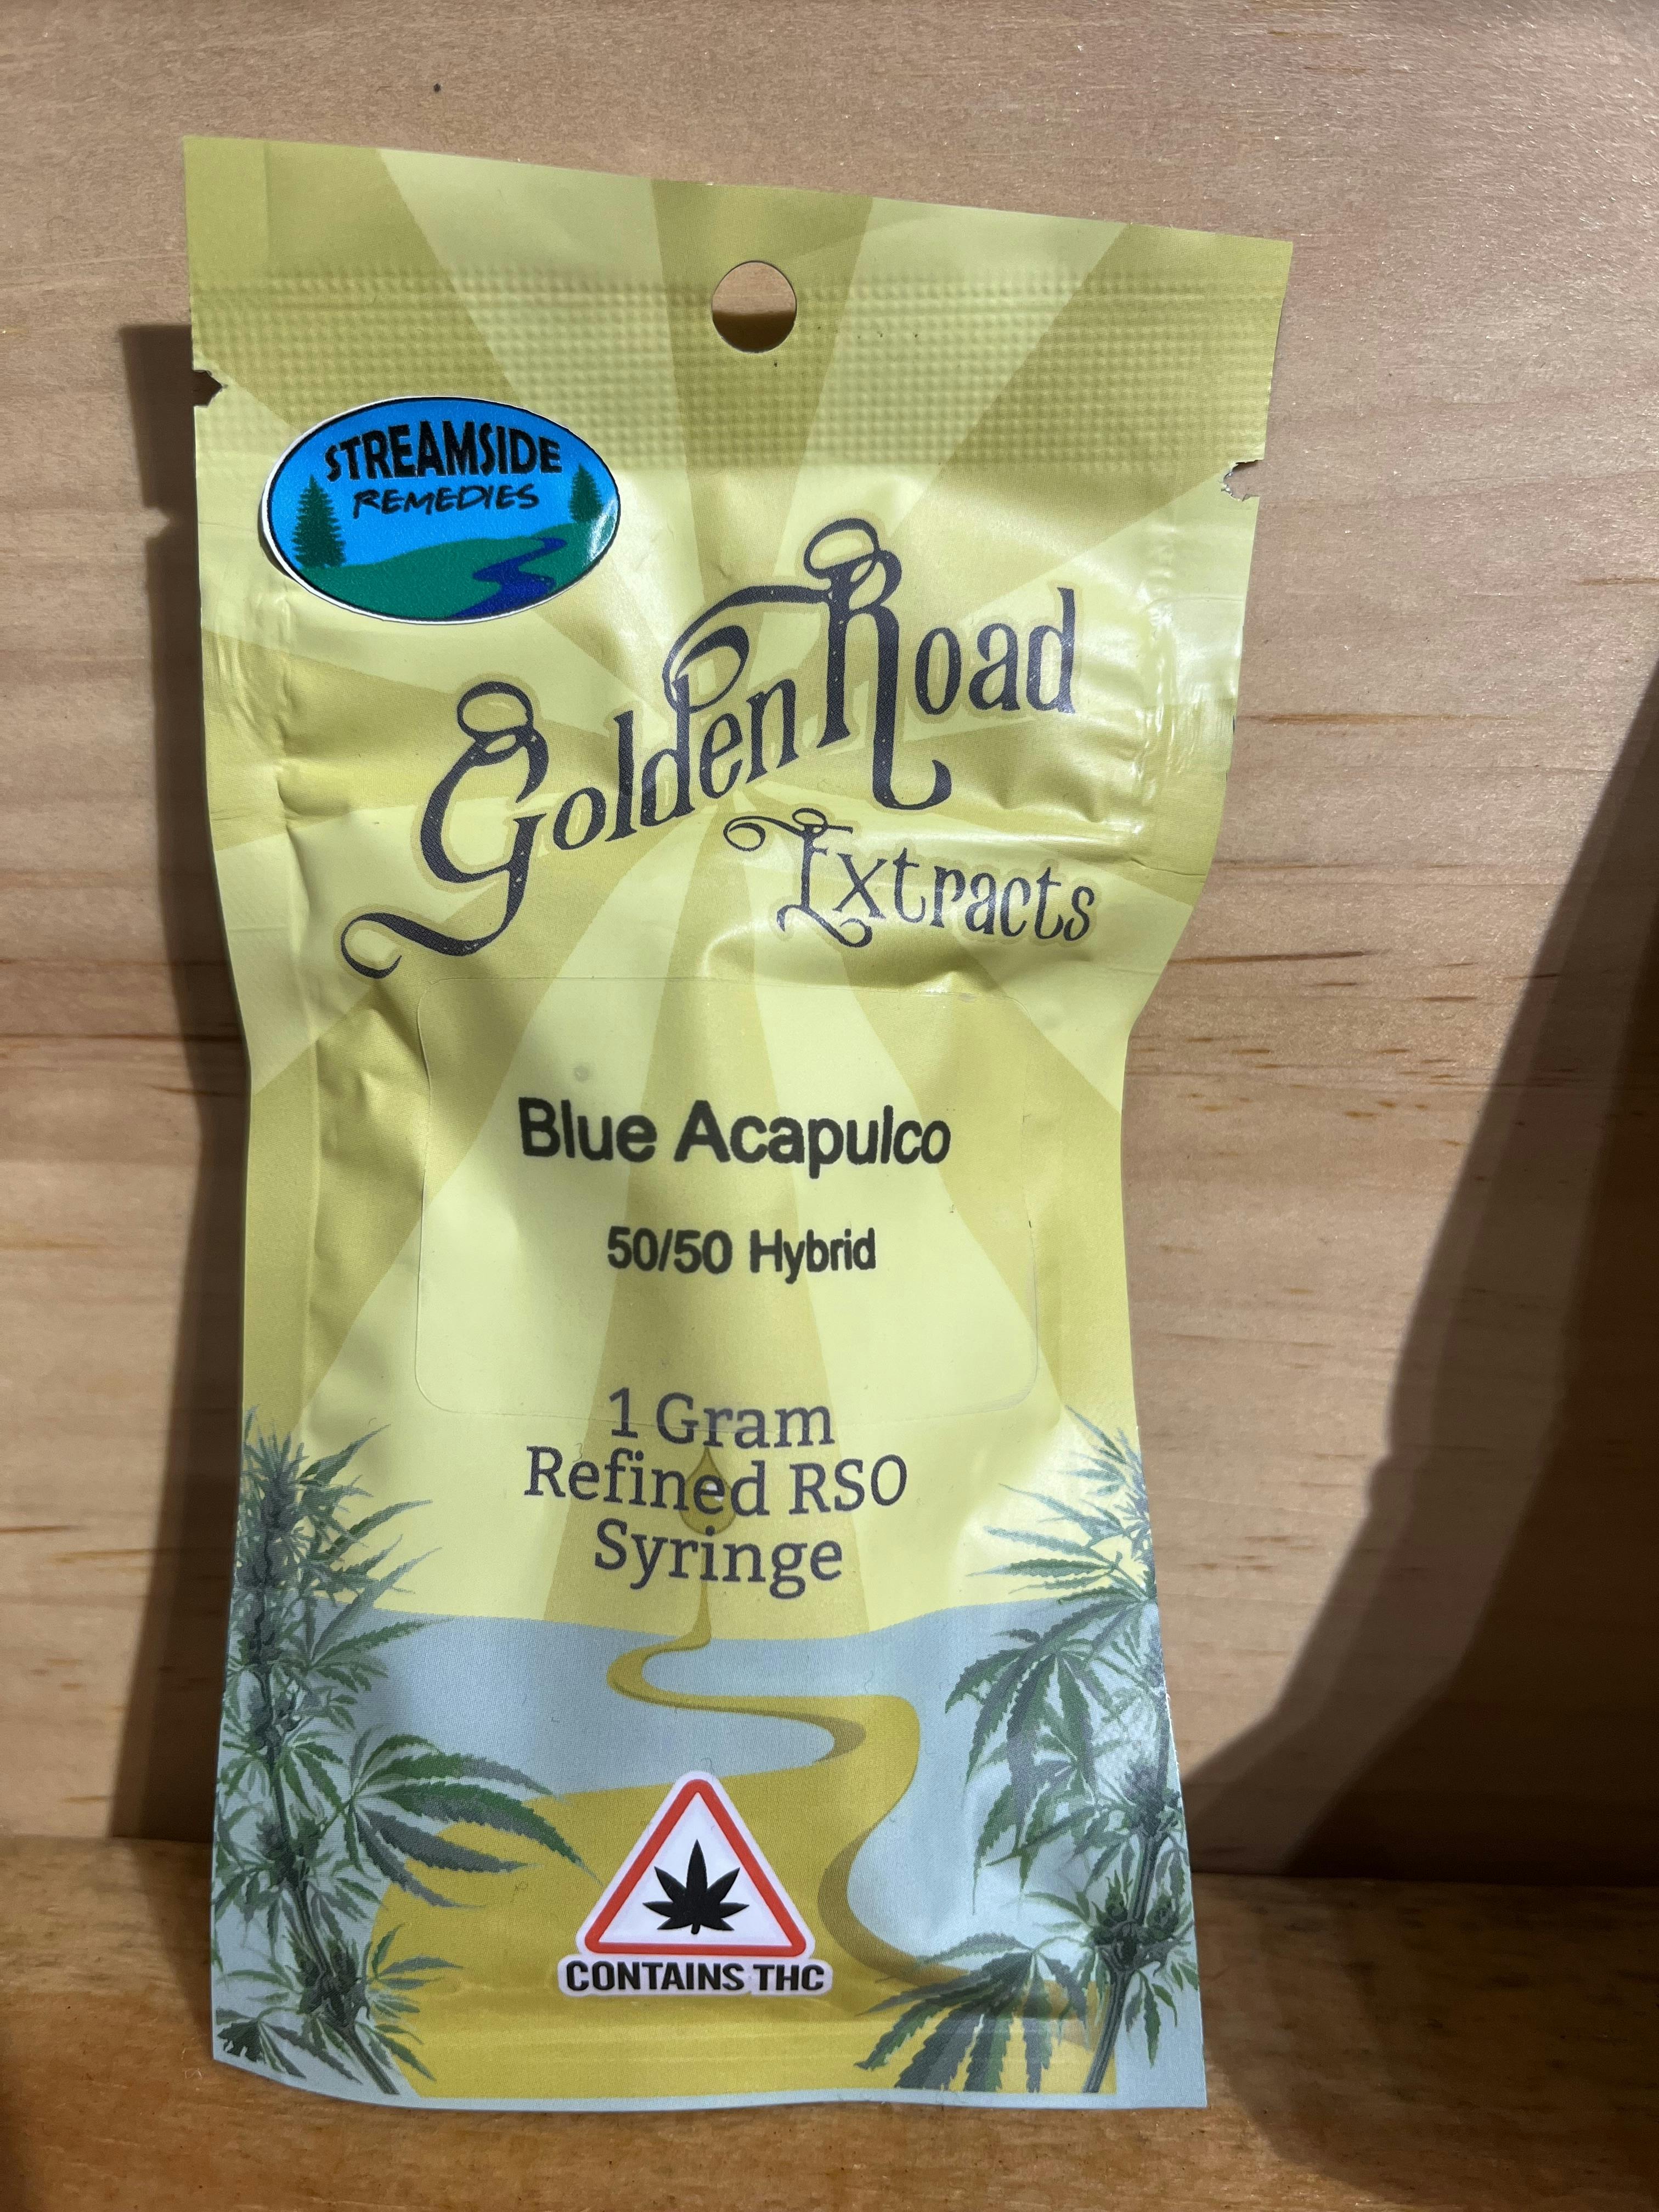 STREAMSIDE
REMEDIES
Golden Road
Extracts
Blue Acapulco
50/50 Hybrid
1 Gram
Refined RSO
Syringe
CONTAINS THC